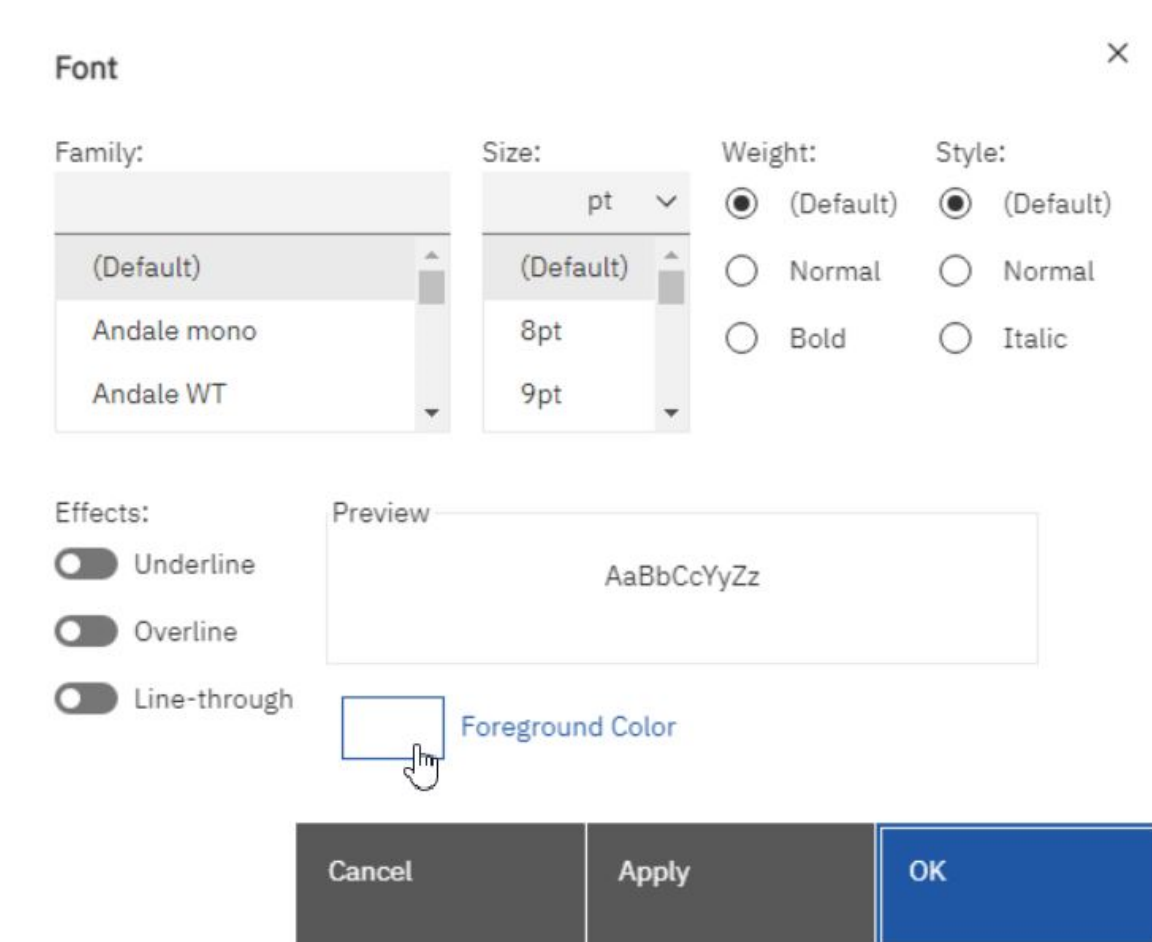 Font
Family: Size: Weight: Style:
pt (Default) (Default)
(Default) (Default) Normal Normal
Andale mono 8pt Bold Italic
Andale WT 9pt
Effects: Preview
Underline AaBbCcYyZz
Overline
Line-through Foreground Color
Cancel Apply OK